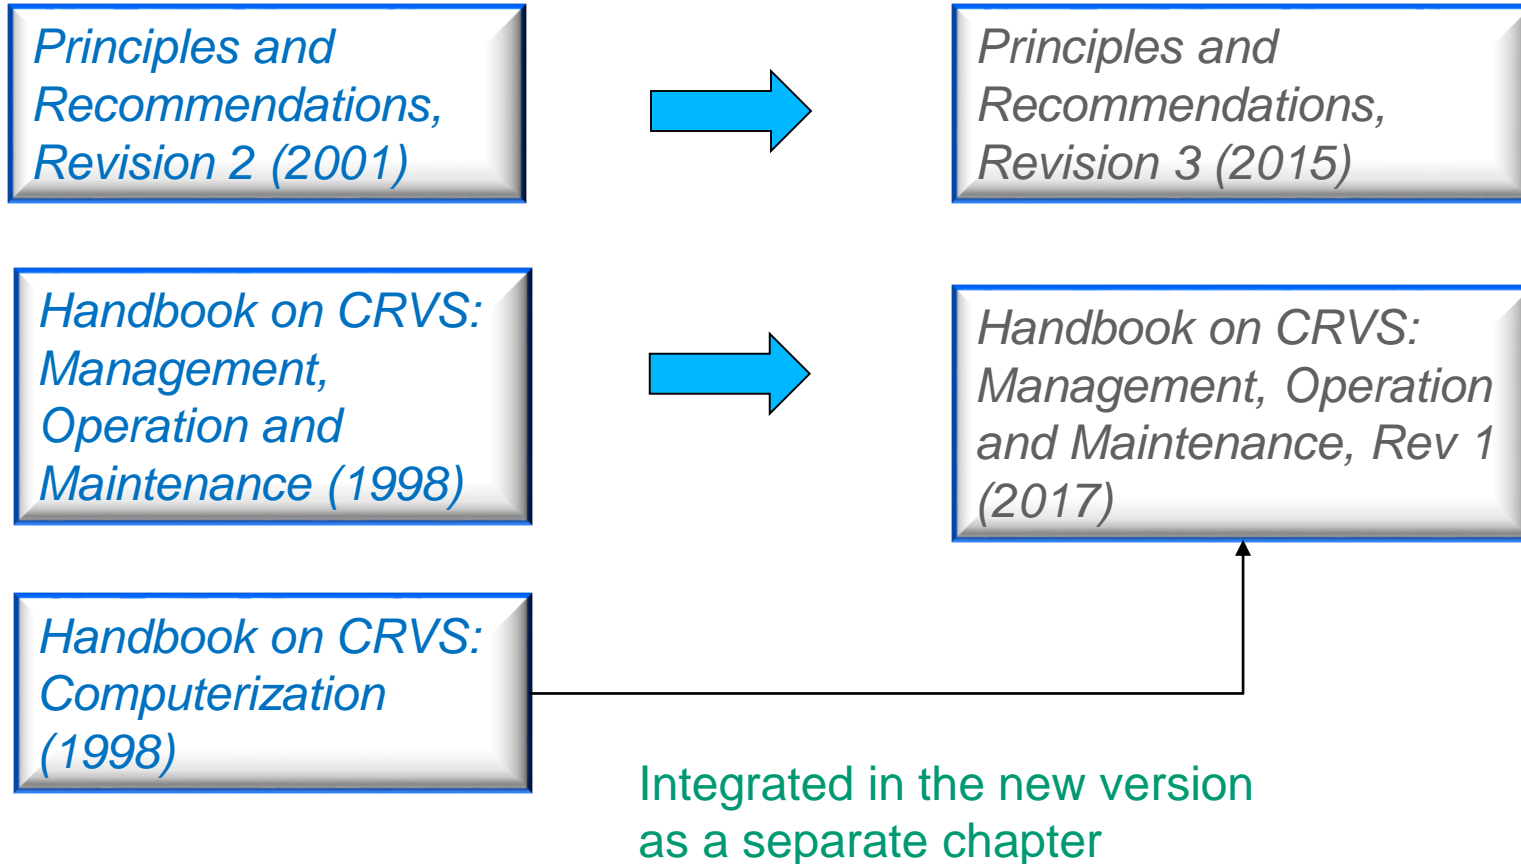 Principles and
Recommendations,
Revision 2 (2001)
Principles and
Recommendations,
Revision 3 (2015)
Handbook on CRVS:
Management,
Operation and
Maintenance (1998)
Handbook on CRVS:
Management, Operation
and Maintenance, Rev 1
(2017)
Handbook on CRVS:
Computerization
(1998)
Integrated in the new version
as a separate chapter